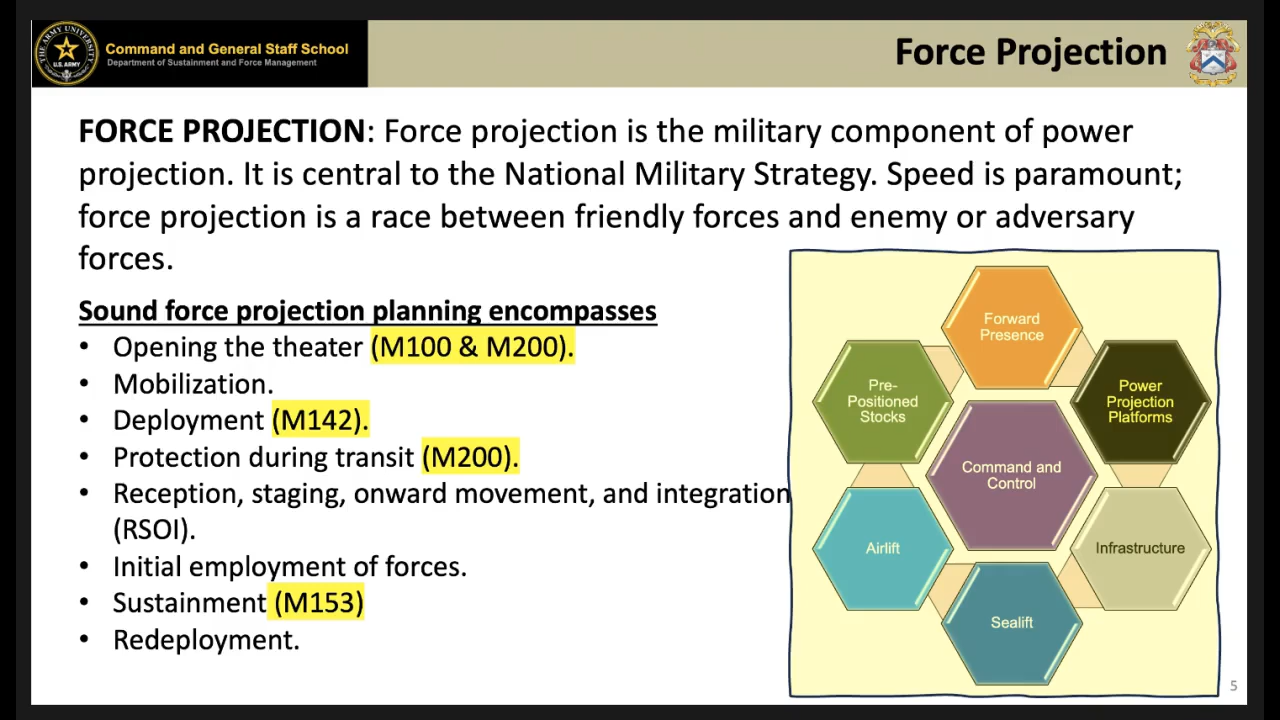 THE ARMY UNIVERSITY
U.S. ARMY
Command and General Staff School
Department of Sustainment and Force Management
Force Projection
FORCE PROJECTION: Force projection is the military component of power
projection. It is central to the National Military Strategy. Speed is paramount;
force projection is a race between friendly forces and enemy or adversary
forces.
Sound force projection planning encompasses
• Opening the theater (M100 & M200).
• Mobilization.
• Deployment (M142).
• Protection during transit (M200).
• Reception, staging, onward movement, and integration
(RSOI).
• Initial employment of forces.
• Sustainment (M153)
• Redeployment.
Forward
Presence
Pre-
Positioned
Stocks
Power
Projection
Platforms
Command and
Control
Airlift
Infrastructure
Sealift
5